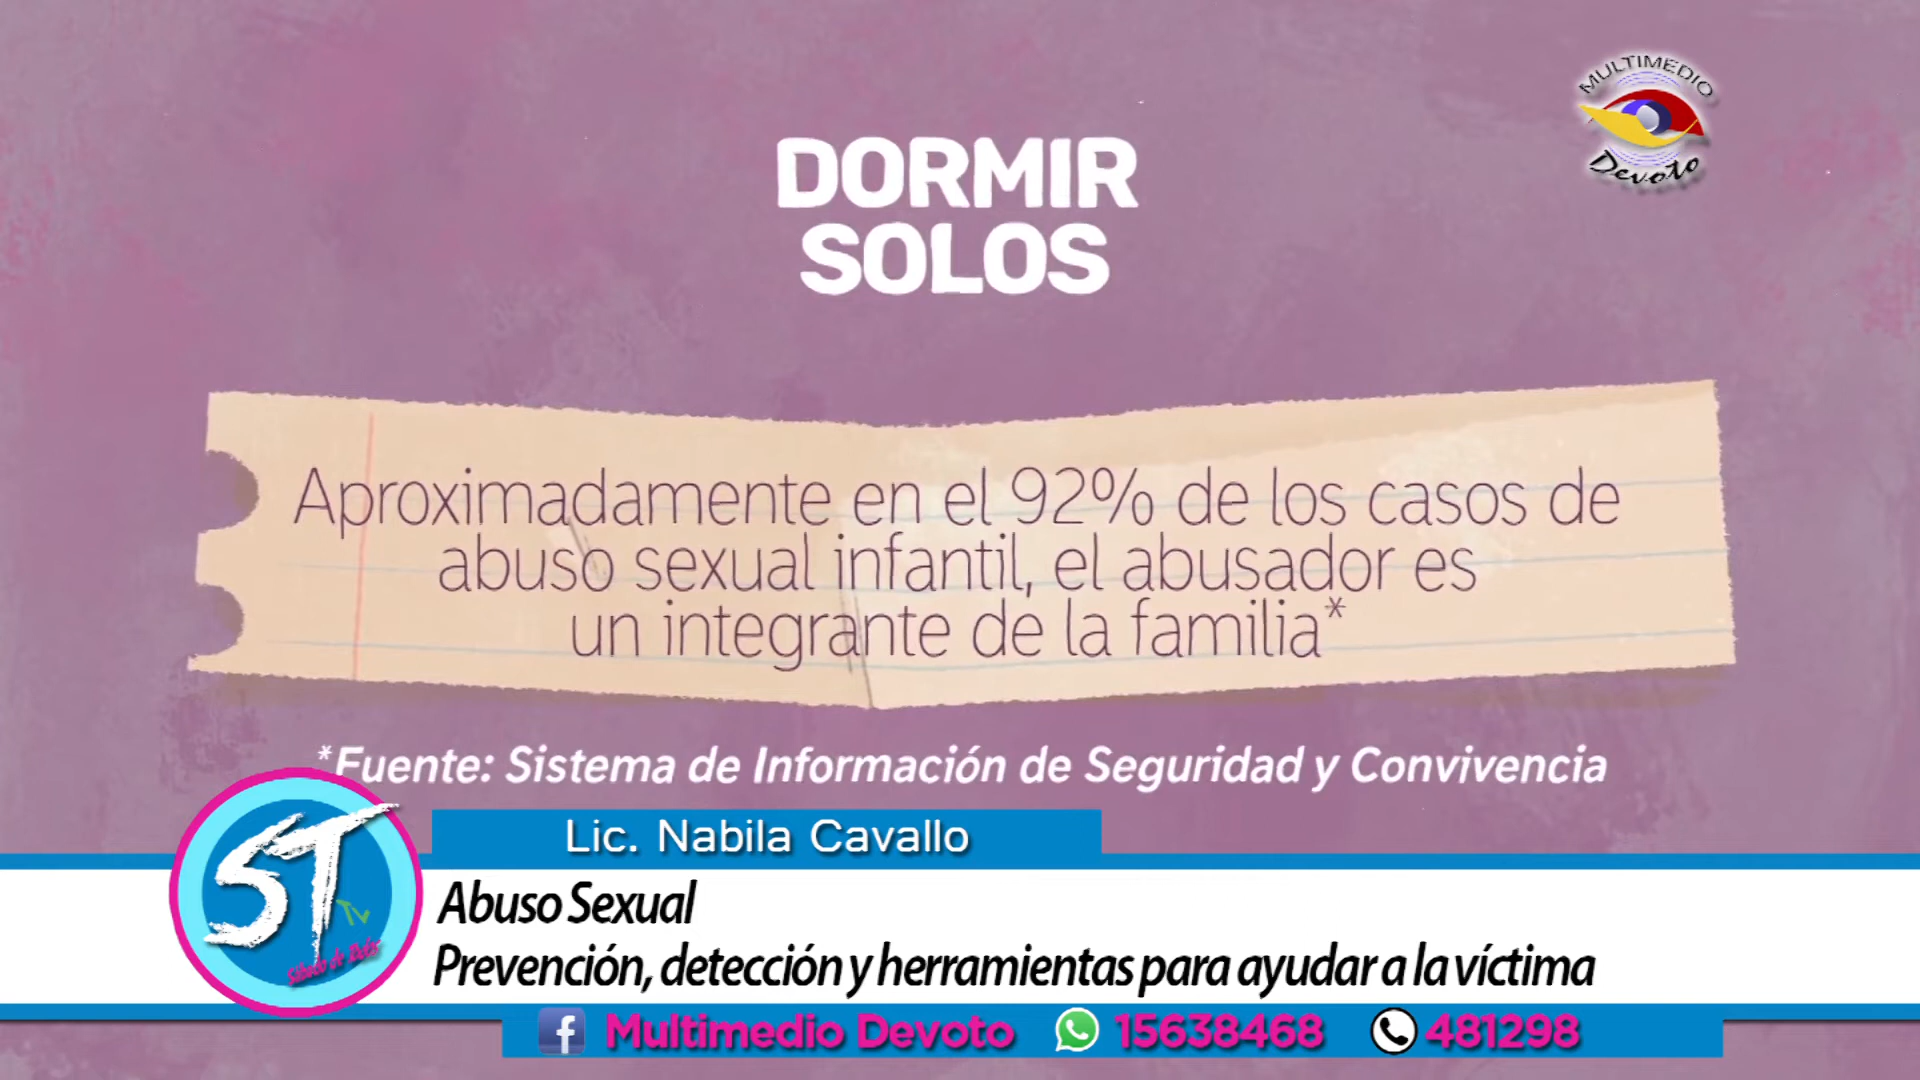 MULTIMEDIO
Devoto
DORMIR
SOLOS
Aproximadamente en el 92% de los casos de
abuso sexual infantil, el abusador es
un integrante de la familia*
*Fuente: Sistema de Información de Seguridad y Convivencia
Lic. Nabila Cavallo
ST
Tv
Abuso Sexual
Prevención, detección y herramientas para ayudar a la víctima
Multimedio Devoto 15638468 481298